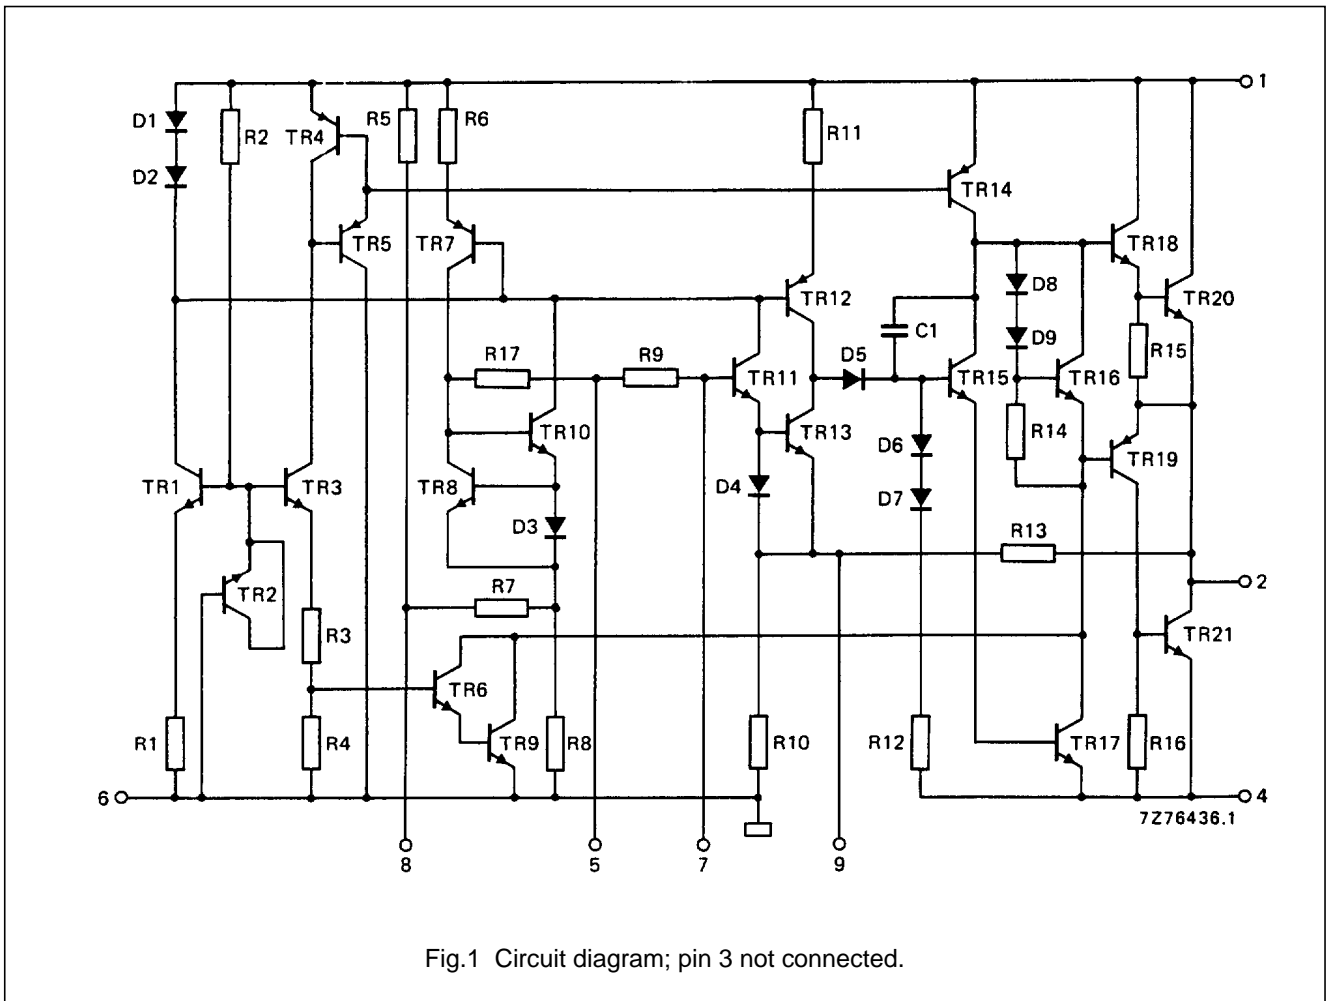 1
D1
R2
TR4
R5
R6
R11
D2
TR14
TR5
TR7
TR18
D8
TR12
TR20
C1
D9
R15
R17
R9
D5
TR11
TR15
TR16
TR10
TR13
D6
R14
TR19
TR1
TR3
TR8
D4
D7
D3
R13
2
TR2
R7
R3
TR21
TR6
R1
R4
TR9
R8
R10
R12
TR17
R16
6
4
7Z76436.1
8
5
7
9
Fig.1 Circuit diagram; pin 3 not connected.